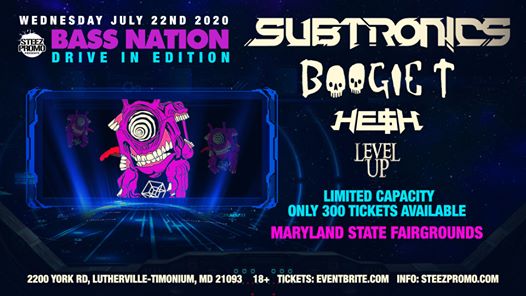 WEDNESDAY JULY 22ND 2020
STEEZ
PROMO
BASS NATION
DRIVE IN EDITION
SUBTRONICS
BOOGIE T
HE$H
LEVEL
UP
LIMITED CAPACITY
ONLY 300 TICKETS AVAILABLE
MARYLAND STATE FAIRGROUNDS
2200 YORK RD, LUTHERVILLE-TIMONIUM, MD 21093 18+ TICKETS: EVENTBRITE.COM INFO: STEEZPROMO.COM